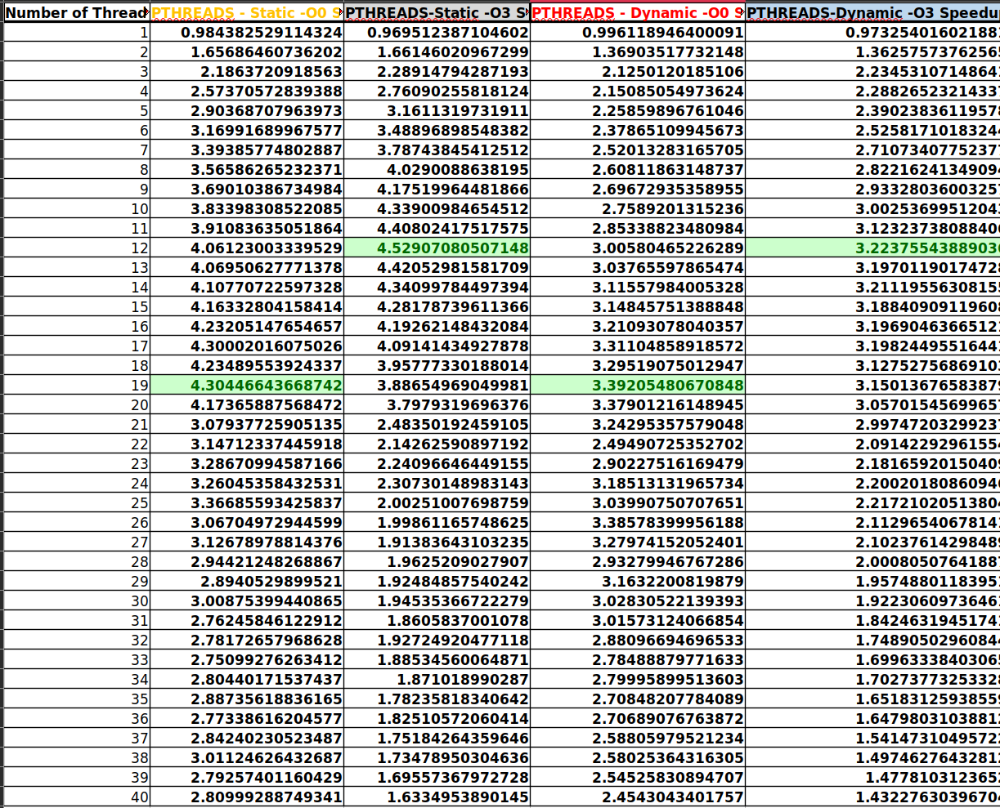 Number of Thread PTHREADS - Static -O0 S PTHREADS-Static -O3 S PTHREADS - Dynamic -O0 S PTHREADS-Dynamic -O3 Speedu
1 0.984382529114324 0.969512387104602 0.996118946400091 0.973254016021881
2 1.65686460736202 1.66146020967299 1.36903517732148 1.36257573762565
3 2.1863720918563 2.28914794287193 2.1250120185106 2.2345310714864
4 2.57370572839388 2.76090255818124 2.15085054973624 2.28826523214337
5 2.90368707963973 3.1611319731911 2.25859896761046 2.39023836119578
6 3.16991689967577 3.48896898548382 2.37865109945673 2.52581710183244
7 3.39385774802887 3.78743845412512 2.52013283165705 2.71073407752377
8 3.56586265232371 4.0290088638195 2.60811863148737 2.82216241349094
9 3.69010386734984 4.17519964481866 2.69672935358955 2.93328036003257
10 3.83398308522085 4.33900984654512 2.7589201315236 3.00253699512043
11 3.91083635051864 4.40802417517575 2.85338823480984 3.12323738088406
12 4.06123003339529 4.52907080507148 3.00580465226289 3.22375543889036
13 4.06950627771378 4.42052981581709 3.03765597865474 3.19701190174728
14 4.10770722597328 4.34099784497394 3.11557984005328 3.21119556308155
15 4.16332804158414 4.28178739611366 3.14845751388848 3.18840909119608
16 4.23205147654657 4.19262148432084 3.21093078040357 3.19690463665121
17 4.30002016075026 4.09141434927878 3.31104858918572 3.19824495516441
18 4.23489553924337 3.95777330188014 3.29519075012947 3.12752756869103
19 4.30446643668742 3.88654969049981 3.39205480670848 3.15013676583879
20 4.17365887568472 3.7979319696376 3.37901216148945 3.05701545699657
21 3.07937725905135 2.48350192459105 3.24295357579048 2.99747203299237
22 3.14712337445918 2.14262590897192 2.49490725352702 2.09142292961554
23 3.28670994587166 2.24096646449155 2.90227516169479 2.18165920150409
24 3.26045358432531 2.30730148983143 3.18513131965734 2.20020180860946
25 3.36685593425837 2.00251007698759 3.03990750707651 2.21721020513804
26 3.06704972944599 1.99861165748625 3.38578399956188 2.11296540678141
27 3.12678978814376 1.91383643103235 3.27974152052401 2.10237614298489
28 2.94421248268867 1.9625209027907 2.93279946767286 2.00080507641887
29 2.8940529899521 1.92484857540242 3.1632200819879 1.95748801183951
30 3.00875399440865 1.94535366722279 3.02830522139393 1.92230609736461
31 2.76245846122912 1.8605837001078 3.01573124066854 1.84246319451741
32 2.78172657968628 1.92724920477118 2.88096694696533 1.74890502960844
33 2.75099276263412 1.88534560064871 2.78488879771633 1.69963338403065
34 2.80440171537437 1.871018990287 2.79995899513603 1.70273773253328
35 2.88735618836165 1.78235818340642 2.70848207784089 1.65183125938559
36 2.77338616204577 1.82510572060414 2.70689076763872 1.64798031038812
37 2.84240230523487 1.75184264359646 2.58805979521234 1.54147310495722
38 3.01124626432687 1.73478950304636 2.58025364316305 1.49746276432812
39 2.79257401160429 1.69557367972728 2.54525830894707 1.4778103123652
40 2.80999288749341 1.6334953890145 2.4543043401757 1.43227630396704